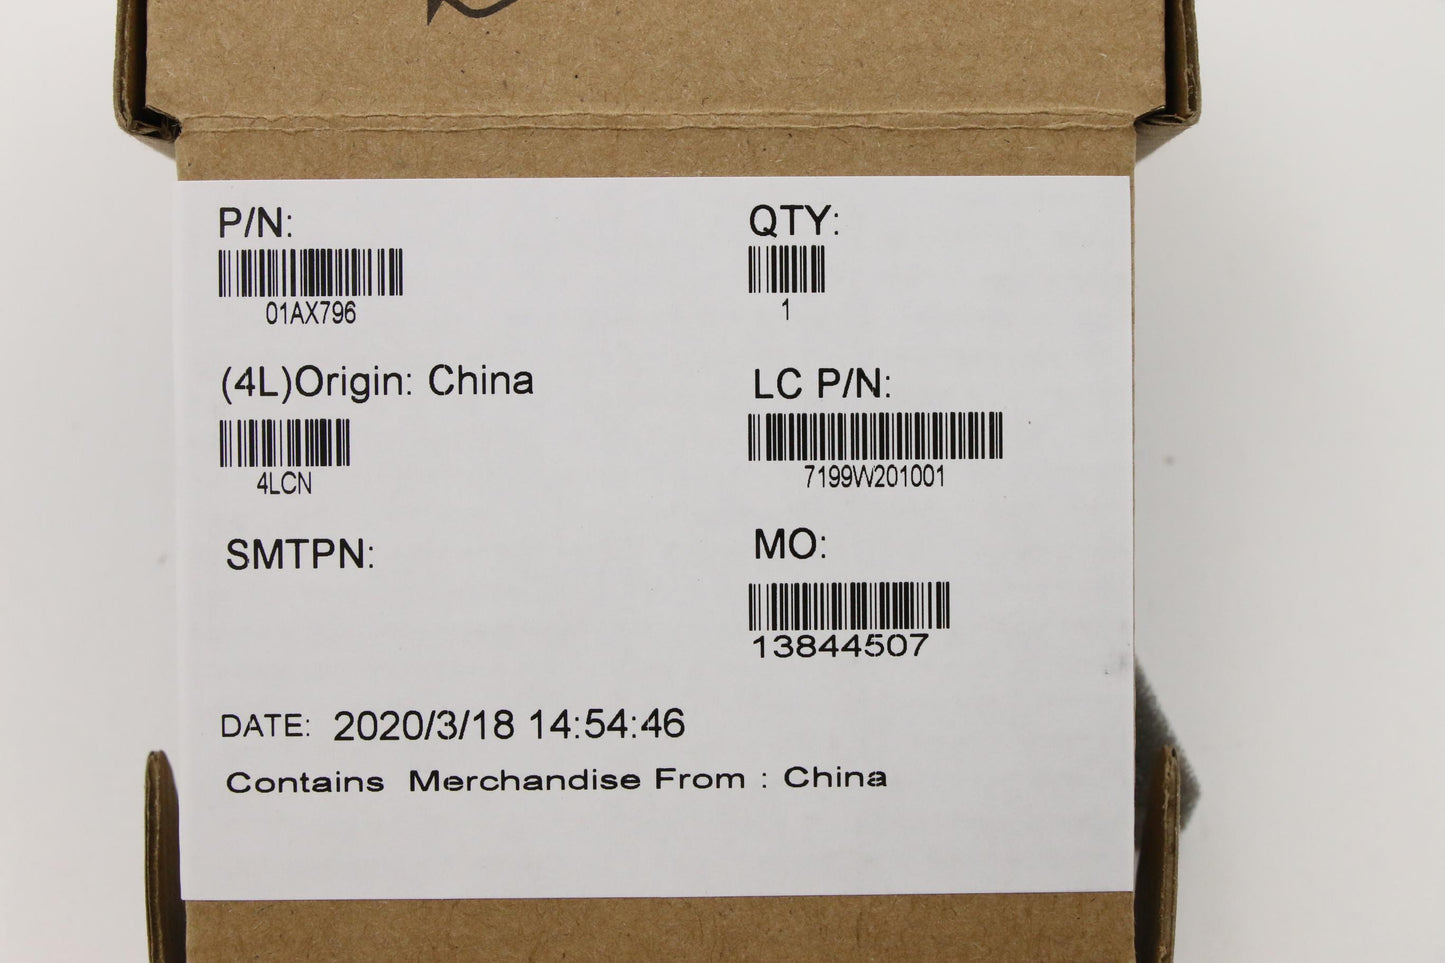 P/N:
01AX796
QTY:
1
(4L)Origin: China
4LCN
LC P/N:
7199W201001
SMTPN:
MO:
13844507
DATE: 2020/3/18 14:54:46
Contains Merchandise From : China